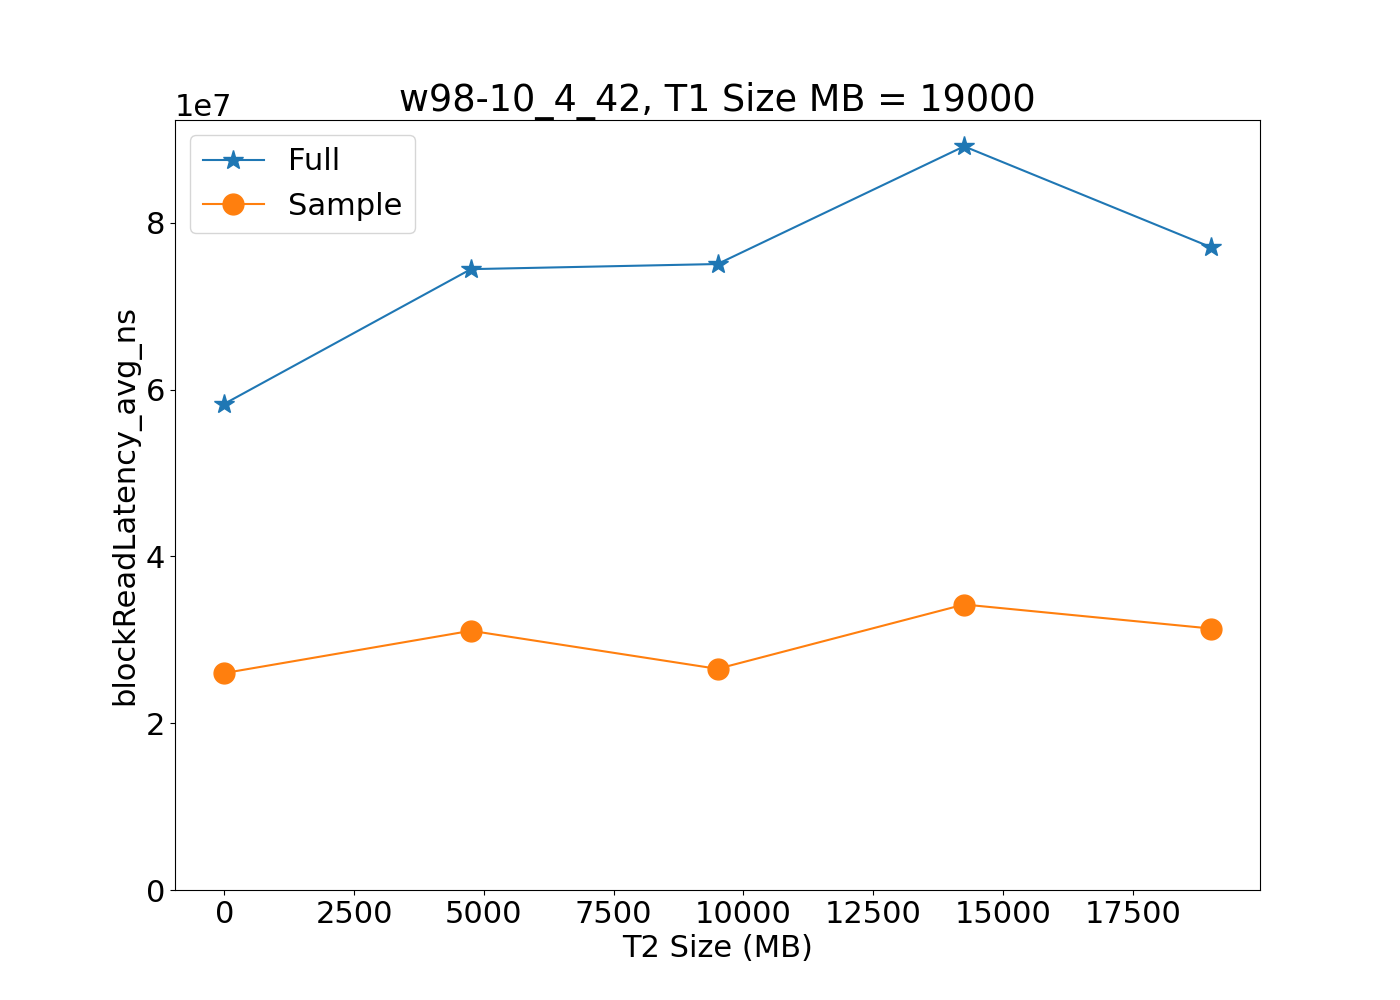 w98-10_4_42, T1 Size MB = 19000
1e7
Full
Sample
8
6
4
2
0
blockReadLatency_avg_ns
0 2500 5000 7500 10000 12500 15000 17500
T2 Size (MB)